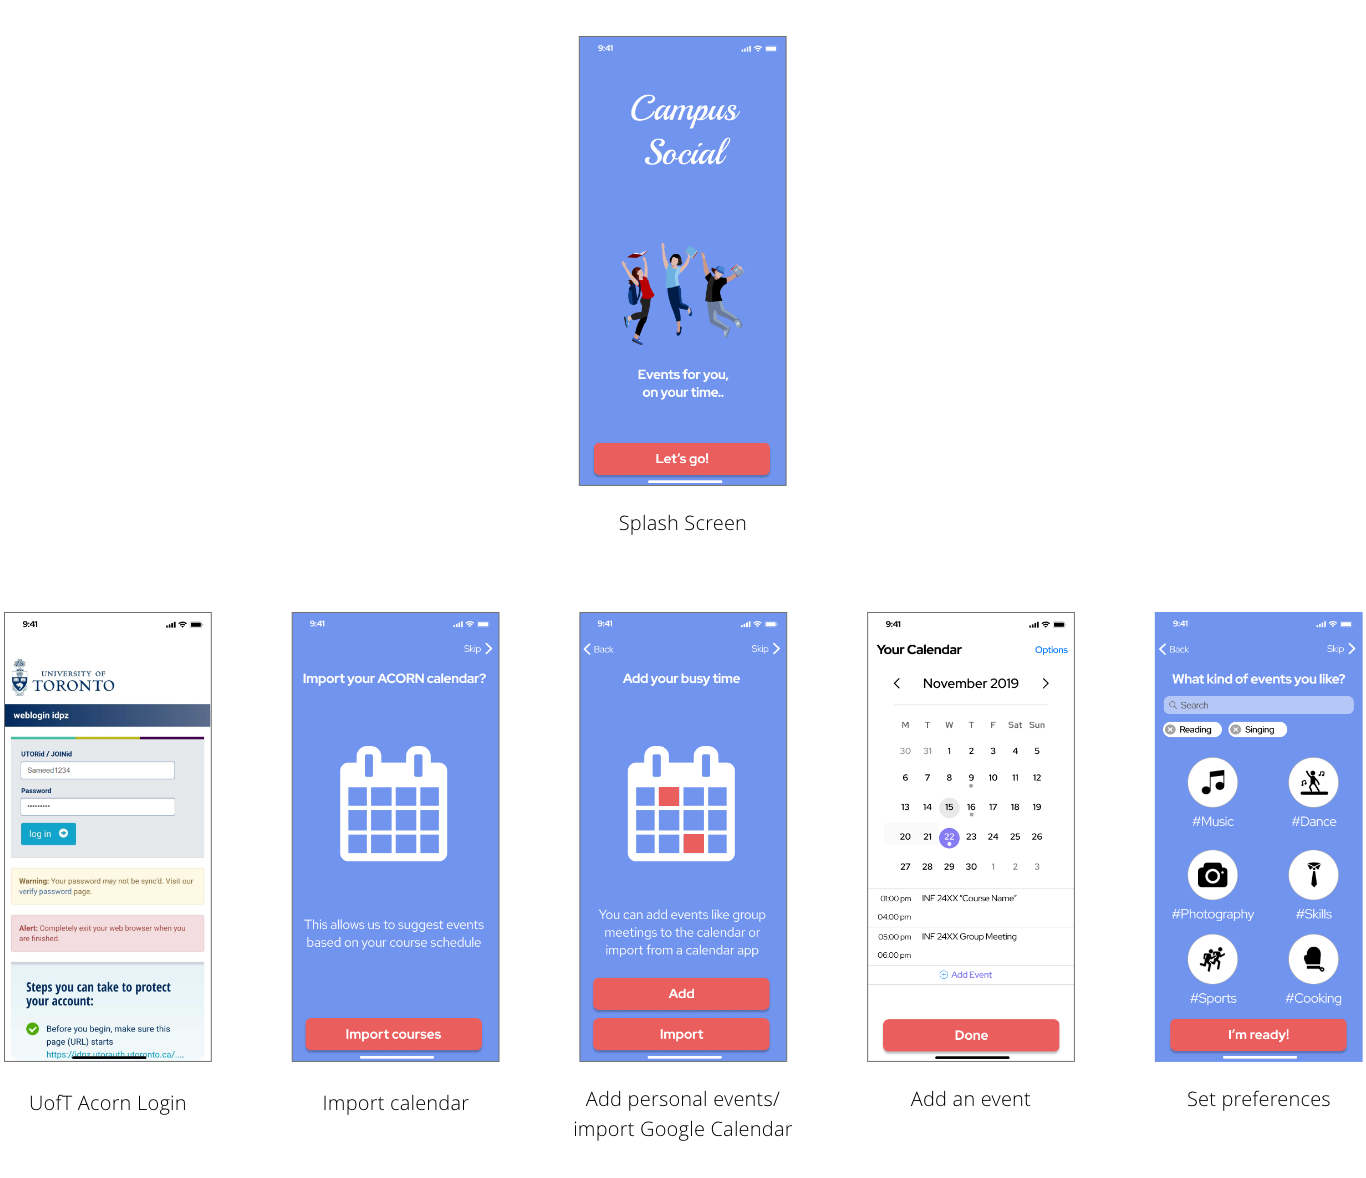 9:41
Campus
Social
Events for you,
on your time..
Let's go!
Splash Screen
9:41
UNIVERSITY OF
TORONTO
weblogin idpz
UTORid / JOINid
Sameed1234
Password
log in
Warning: Your password may not be sync'd. Visit our
verify password page.
Alert: Completely exit your web browser when you
are finished.
Steps you can take to protect
your account:
Before you begin, make sure this
page (URL) starts
https://idpz.utorauth.utoronto.ca/....
UofT Acorn Login
9:41
Skip
Import your ACORN calendar?
This allows us to suggest events
based on your course schedule
Import courses
Import calendar
9:41
Back
Skip
Add your busy time
You can add events like group
meetings to the calendar or
import from a calendar app
Add
Import
Add personal events/
import Google Calendar
9:41
Your Calendar Options
November 2019
M T W T F Sat Sun
30 31 1 2 3 4 5
6 7 8 9 10 11 12
13 14 15 16 17 18 19
20 21 22 23 24 25 26
27 28 29 30 1 2 3
01:00 pm INF 24XX "Course Name"
04:00 pm
05:00 pm INF 24XX Group Meeting
06:00 pm
Add Event
Done
Add an event
9:41
Back
Skip
What kind of events you like?
Search
Reading Singing
#Music #Dance
#Photography #Skills
#Sports #Cooking
I'm ready!
Set preferences